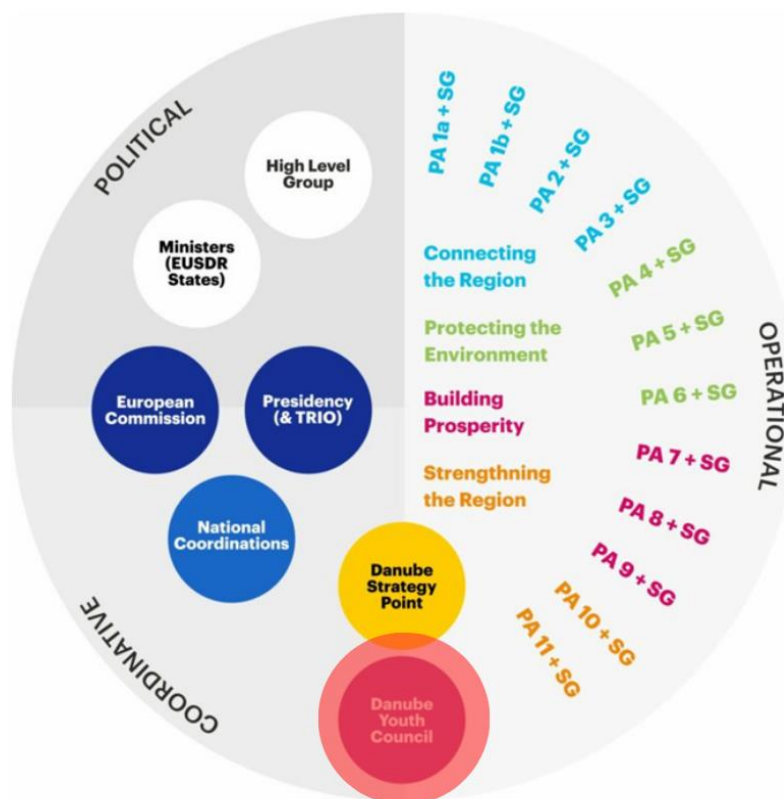 POLITICAL
High Level
Group
Ministers
(EUSDR
States)
European
Commission
Presidency
(& TRIO)
National
Coordinations
COORDINATIVE
Danube
Strategy
Point
Danube
Youth
Council
PA 1a + SG
PA 1b + SG
PA 2 + SG
PA 3 + SG
PA 4 + SG
PA 5 + SG
PA 6 + SG
PA 7 + SG
PA 8 + SG
PA 9 + SG
PA 10 + SG
PA 11 + SG
Connecting
the Region
Protecting the
Environment
Building
Prosperity
Strengthning
the Region
OPERATIONAL